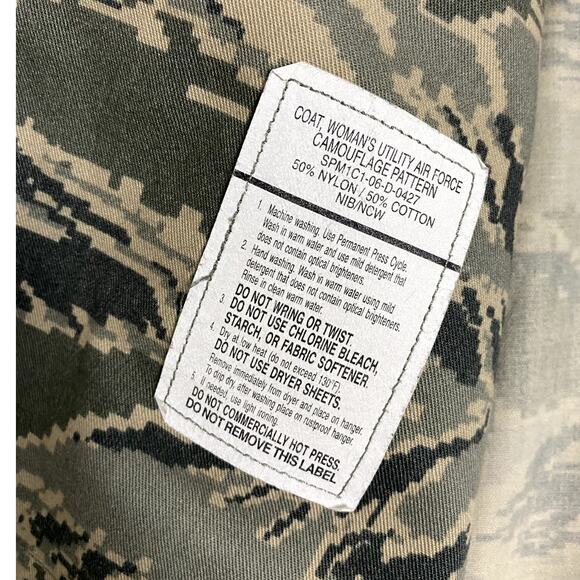 COAT, WOMAN'S UTILITY AIR FORCE
CAMOUFLAGE PATTERN
SPM1C1-06-D-0427
50% NYLON / 50% COTTON
NIB/NCW
1. Machine washing. Use Permanent Press Cycle.
Wash in warm water and use mild detergent that
does not contain optical brighteners.
2. Hand washing. Wash in warm water using mild
detergent that does not contain optical brighteners.
Rinse in clean warm water.
3. DO NOT WRING OR TWIST.
DO NOT USE CHLORINE BLEACH,
STARCH, OR FABRIC SOFTENER.
4. Dry at low heat (do not exceed 130°F).
DO NOT USE DRYER SHEETS.
Remove immediately from dryer and place on hanger.
To drip dry, after washing place on rustproof hanger.
5. If needed, use light ironing.
DO NOT COMMERCIALLY HOT PRESS.
DO NOT REMOVE THIS LABEL